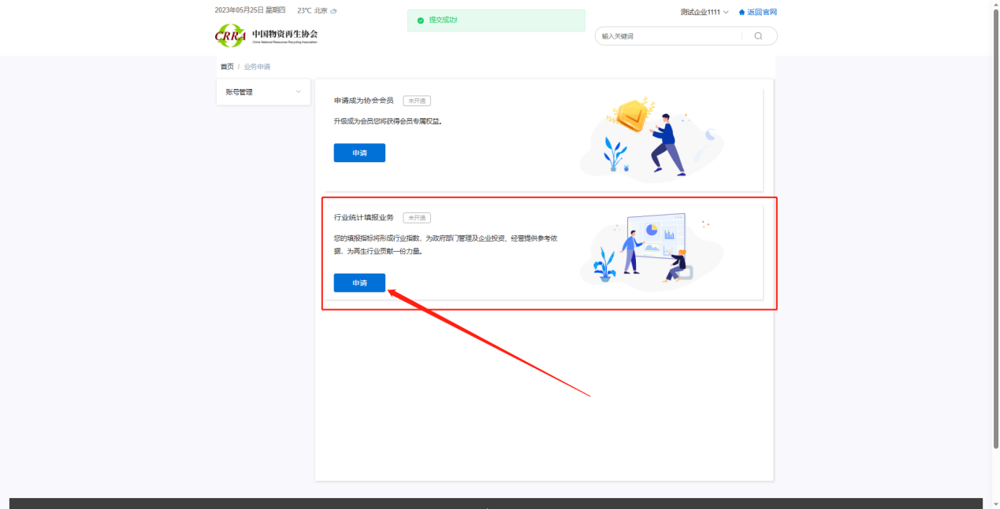 2023年05月25日 星期四 23℃ 北京
提交成功!
测试企业1111 返回官网
CRRA 中国物资再生协会
China National Resources Recycling Association
输入关键词
首页 / 业务申请
账号管理
申请成为协会会员 未开通
升级成为会员您将获得会员专属权益。
申请
行业统计填报业务 未开通
您的填报指标将形成行业指数，为政府部门管理及企业投资、经营提供参考依
据，为再生行业贡献一份力量。
申请